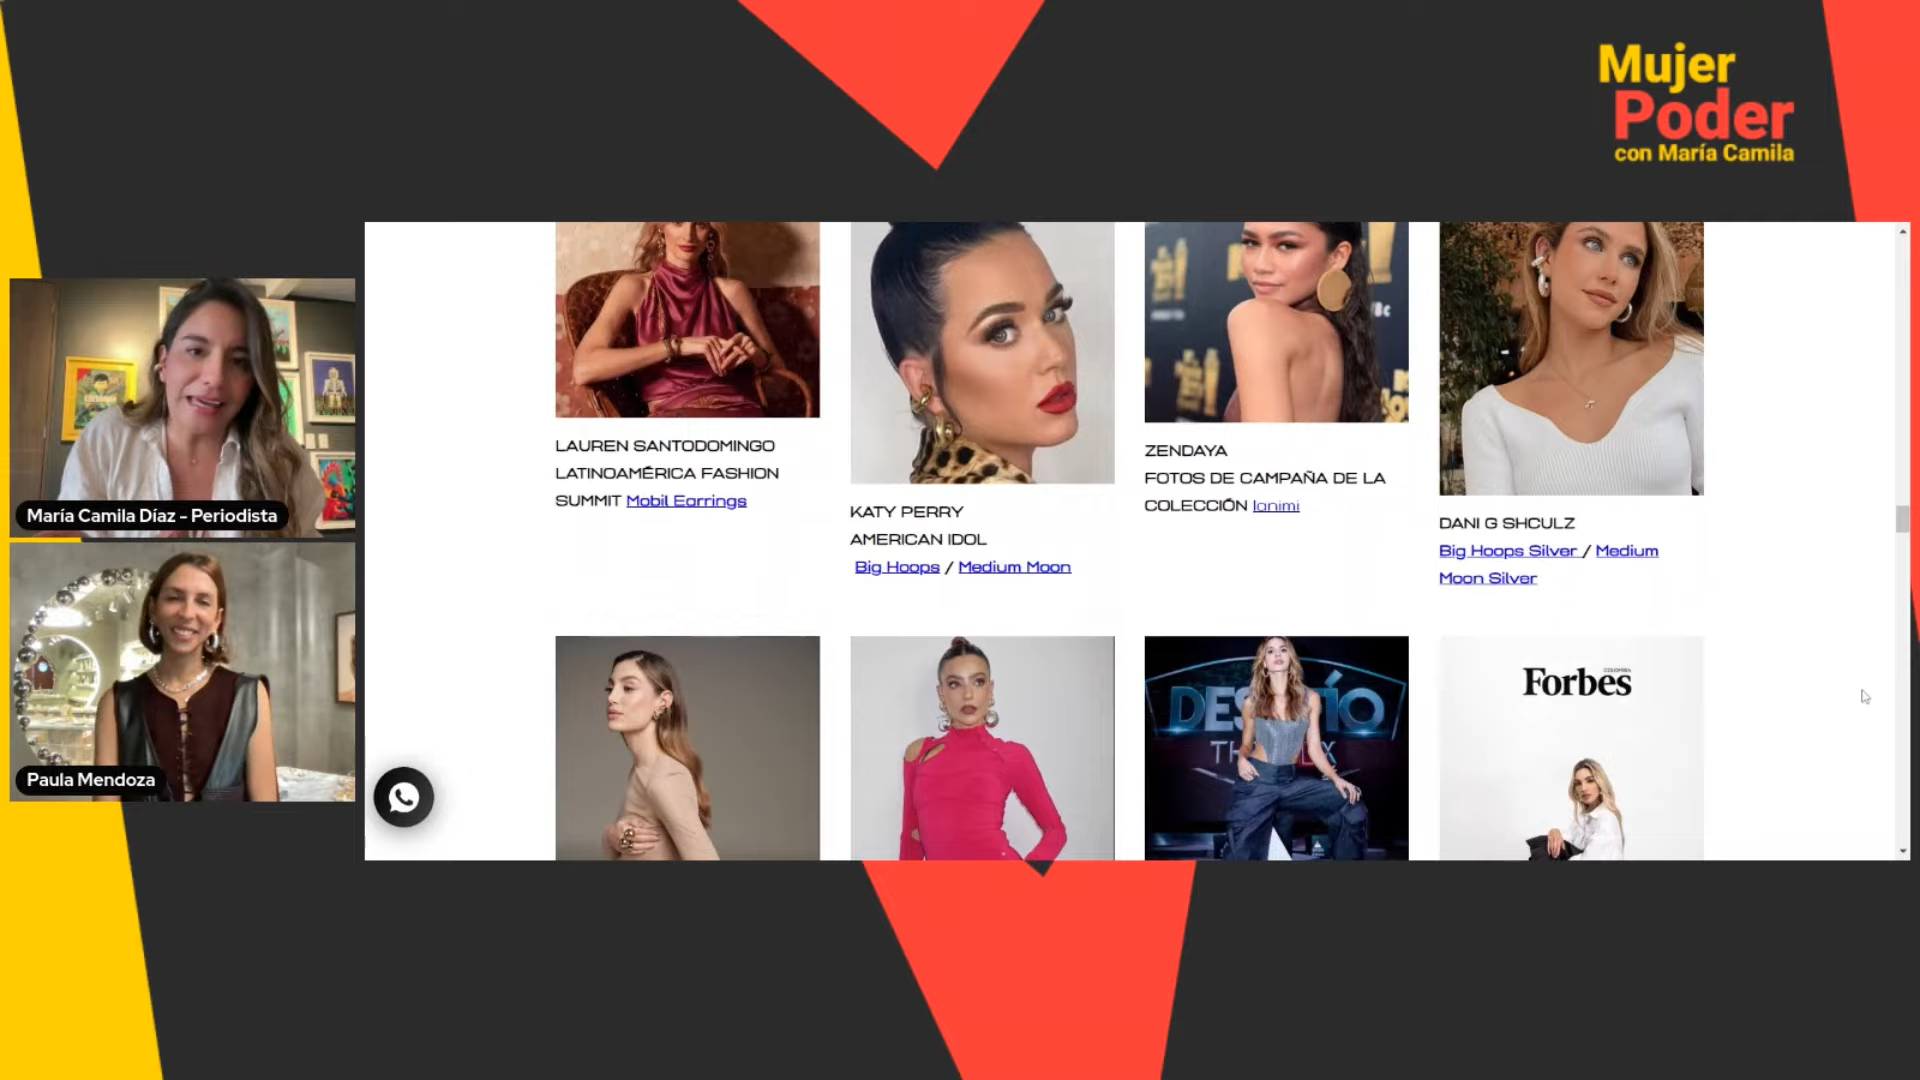 Mujer
Poder
con María Camila
María Camila Díaz - Periodista
Paula Mendoza
LAUREN SANTODOMINGO
LATINOAMÉRICA FASHION
SUMMIT Mobil Earrings
KATY PERRY
AMERICAN IDOL
Big Hoops / Medium Moon
ZENDAYA
FOTOS DE CAMPAÑA DE LA
COLECCIÓN Ianimi
DANI G SHCULZ
Big Hoops Silver / Medium
Moon Silver
COLOMBIA
Forbes